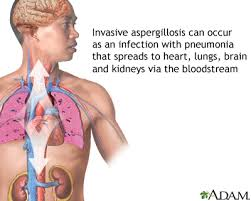 Invasive aspergillosis can occur
as an infection with pneumonia
that spreads to heart, lungs, brain
and kidneys via the bloodstream
ADAM.